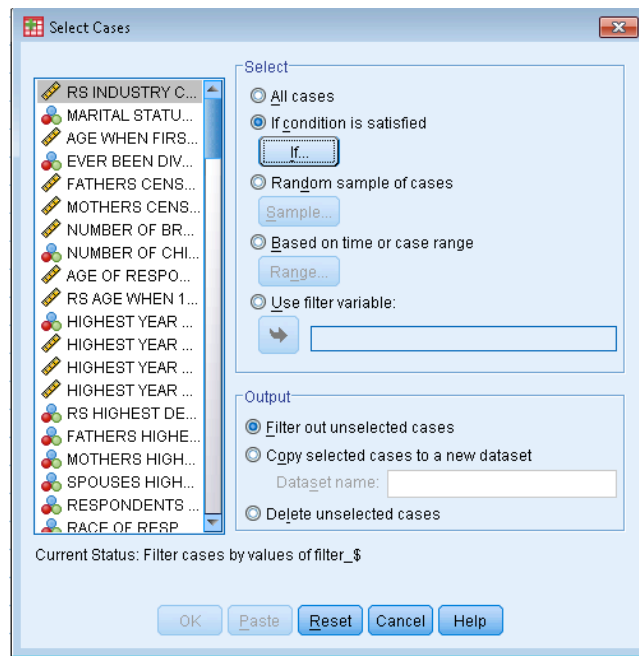 Select Cases
RS INDUSTRY C...
MARITAL STATU...
AGE WHEN FIRS...
EVER BEEN DIV...
FATHERS CENS...
MOTHERS CENS...
NUMBER OF BR...
NUMBER OF CHI...
AGE OF RESPO...
RS AGE WHEN 1...
HIGHEST YEAR ...
HIGHEST YEAR ...
HIGHEST YEAR ...
HIGHEST YEAR ...
RS HIGHEST DE...
FATHERS HIGHE...
MOTHERS HIGH...
SPOUSES HIGH...
RESPONDENTS ...
RACE OF RESP...
Select
All cases
If condition is satisfied
If...
Random sample of cases
Sample...
Based on time or case range
Range...
Use filter variable:
Output
Filter out unselected cases
Copy selected cases to a new dataset
Dataset name:
Delete unselected cases
Current Status: Filter cases by values of filter_$
OK Paste Reset Cancel Help